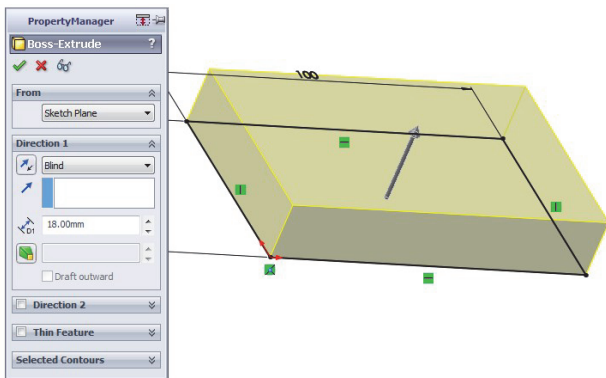 PropertyManager
Boss-Extrude ?
From
Sketch Plane
Direction 1
Blind
D1 18.00mm
Draft outward
Direction 2
Thin Feature
Selected Contours
100